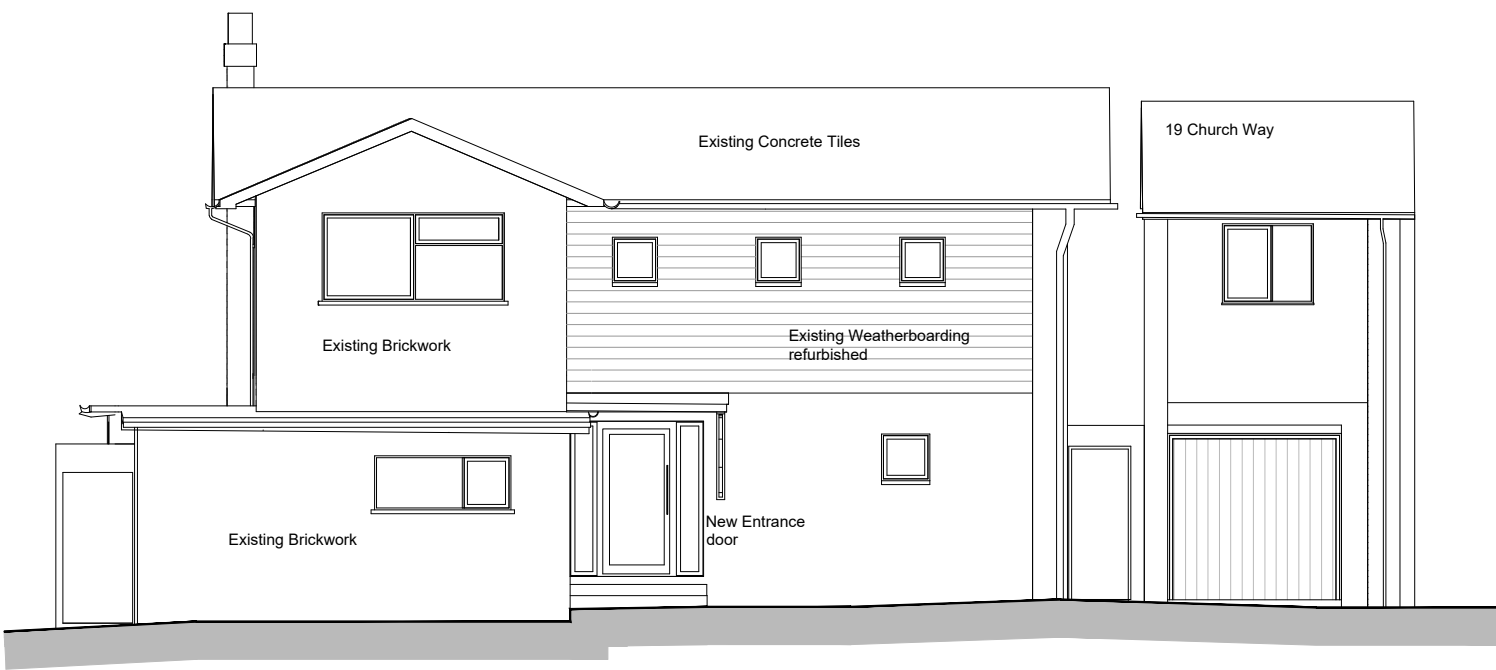 Existing Concrete Tiles
19 Church Way
Existing Brickwork
Existing Weatherboarding
refurbished
Existing Brickwork
New Entrance
door